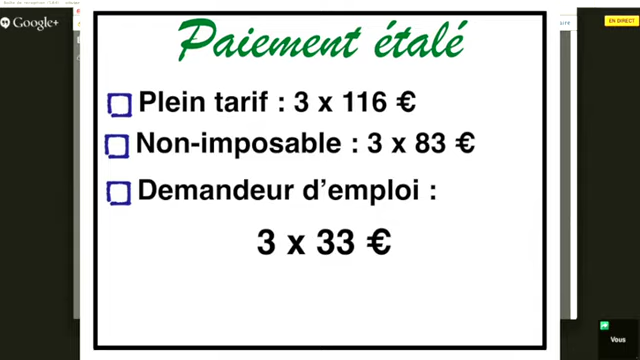 Google+
Paiement étalé
EN DIRECT
Plein tarif : 3 x 116 €
Non-imposable : 3 x 83 €
Demandeur d'emploi :
3 x 33 €
Vous